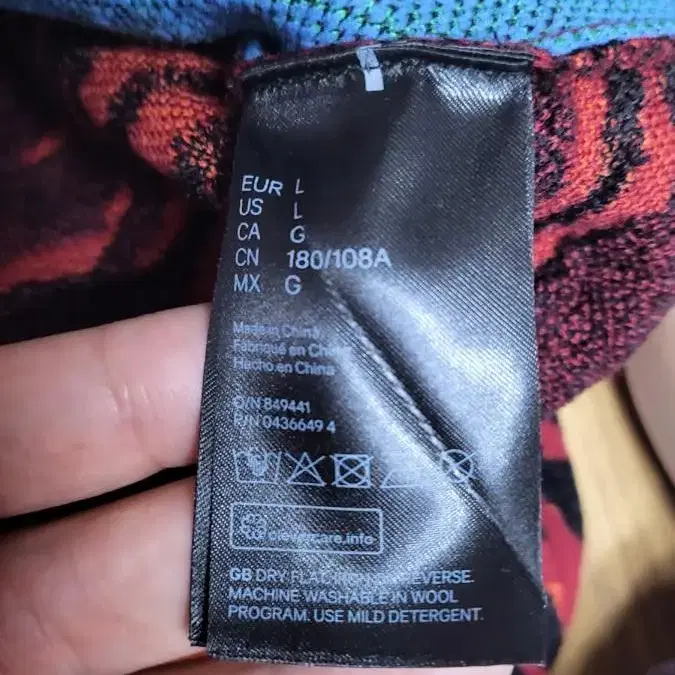 EUR L
US L
CA G
CN 180/108A
MX G
Made in China
Fabriqué en China
Hecho en China
O/N 849441
P/N 0436649 4
clevercare.info
GB DRY FLAT. IRON ON REVERSE.
MACHINE WASHABLE IN WOOL
PROGRAM. USE MILD DETERGENT.